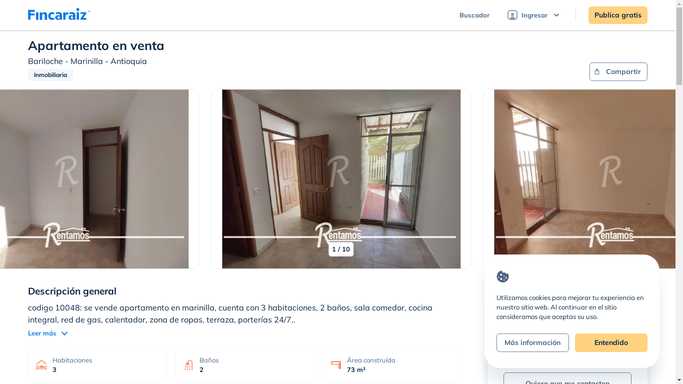 Fincaraiz
Buscador
Ingresar
Publica gratis
Apartamento en venta
Bariloche - Marinilla - Antioquia
Inmobiliaria
Compartir
R
R
R
Rentamos
Rentamos
Rentamos
1 / 10
Descripción general
codigo 10048: se vende apartamento en marinilla, cuenta con 3 habitaciones, 2 baños, sala comedor, cocina
integral, red de gas, calentador, zona de ropas, terraza, porterías 24/7..
Leer más
Habitaciones
3
Baños
2
Área construida
73 m²
Utilizamos cookies para mejorar tu experiencia en
nuestro sitio web. Al continuar en el sitio
consideramos que aceptas su uso.
Más información
Entendido
Quiero que me contacten